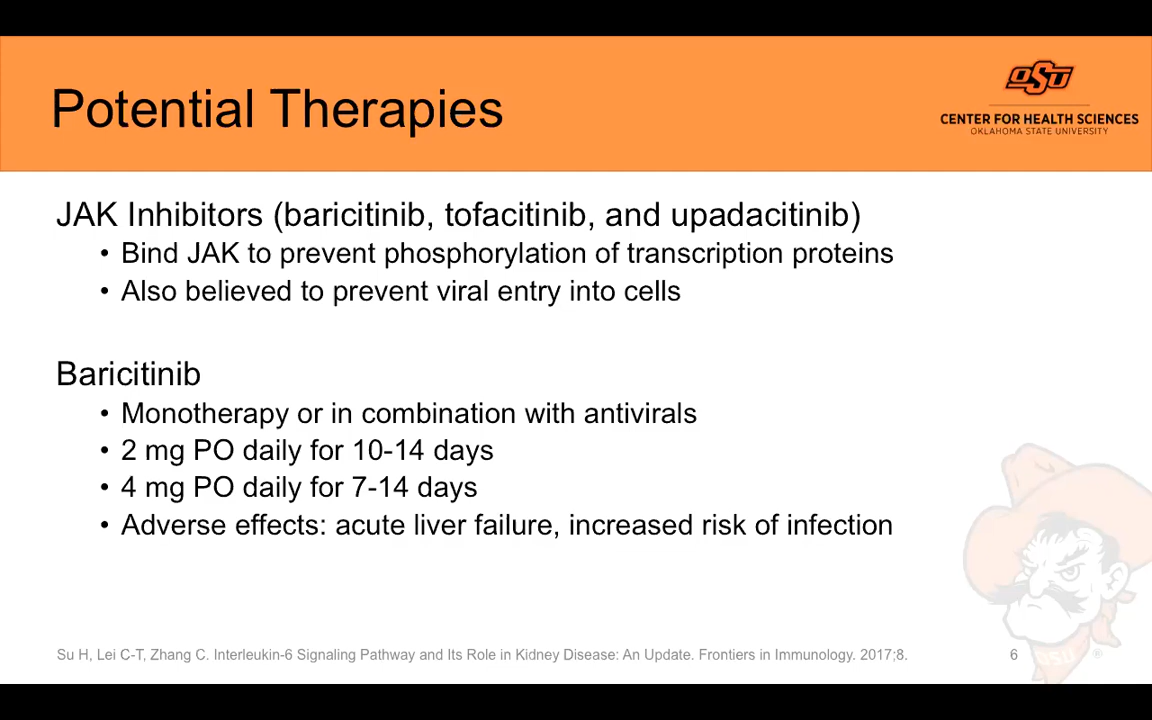 Potential Therapies
OSU
CENTER FOR HEALTH SCIENCES
OKLAHOMA STATE UNIVERSITY
JAK Inhibitors (baricitinib, tofacitinib, and upadacitinib)
• Bind JAK to prevent phosphorylation of transcription proteins
• Also believed to prevent viral entry into cells
Baricitinib
• Monotherapy or in combination with antivirals
• 2 mg PO daily for 10-14 days
• 4 mg PO daily for 7-14 days
• Adverse effects: acute liver failure, increased risk of infection
Su H, Lei C-T, Zhang C. Interleukin-6 Signaling Pathway and Its Role in Kidney Disease: An Update. Frontiers in Immunology. 2017;8.
6
OSU
®